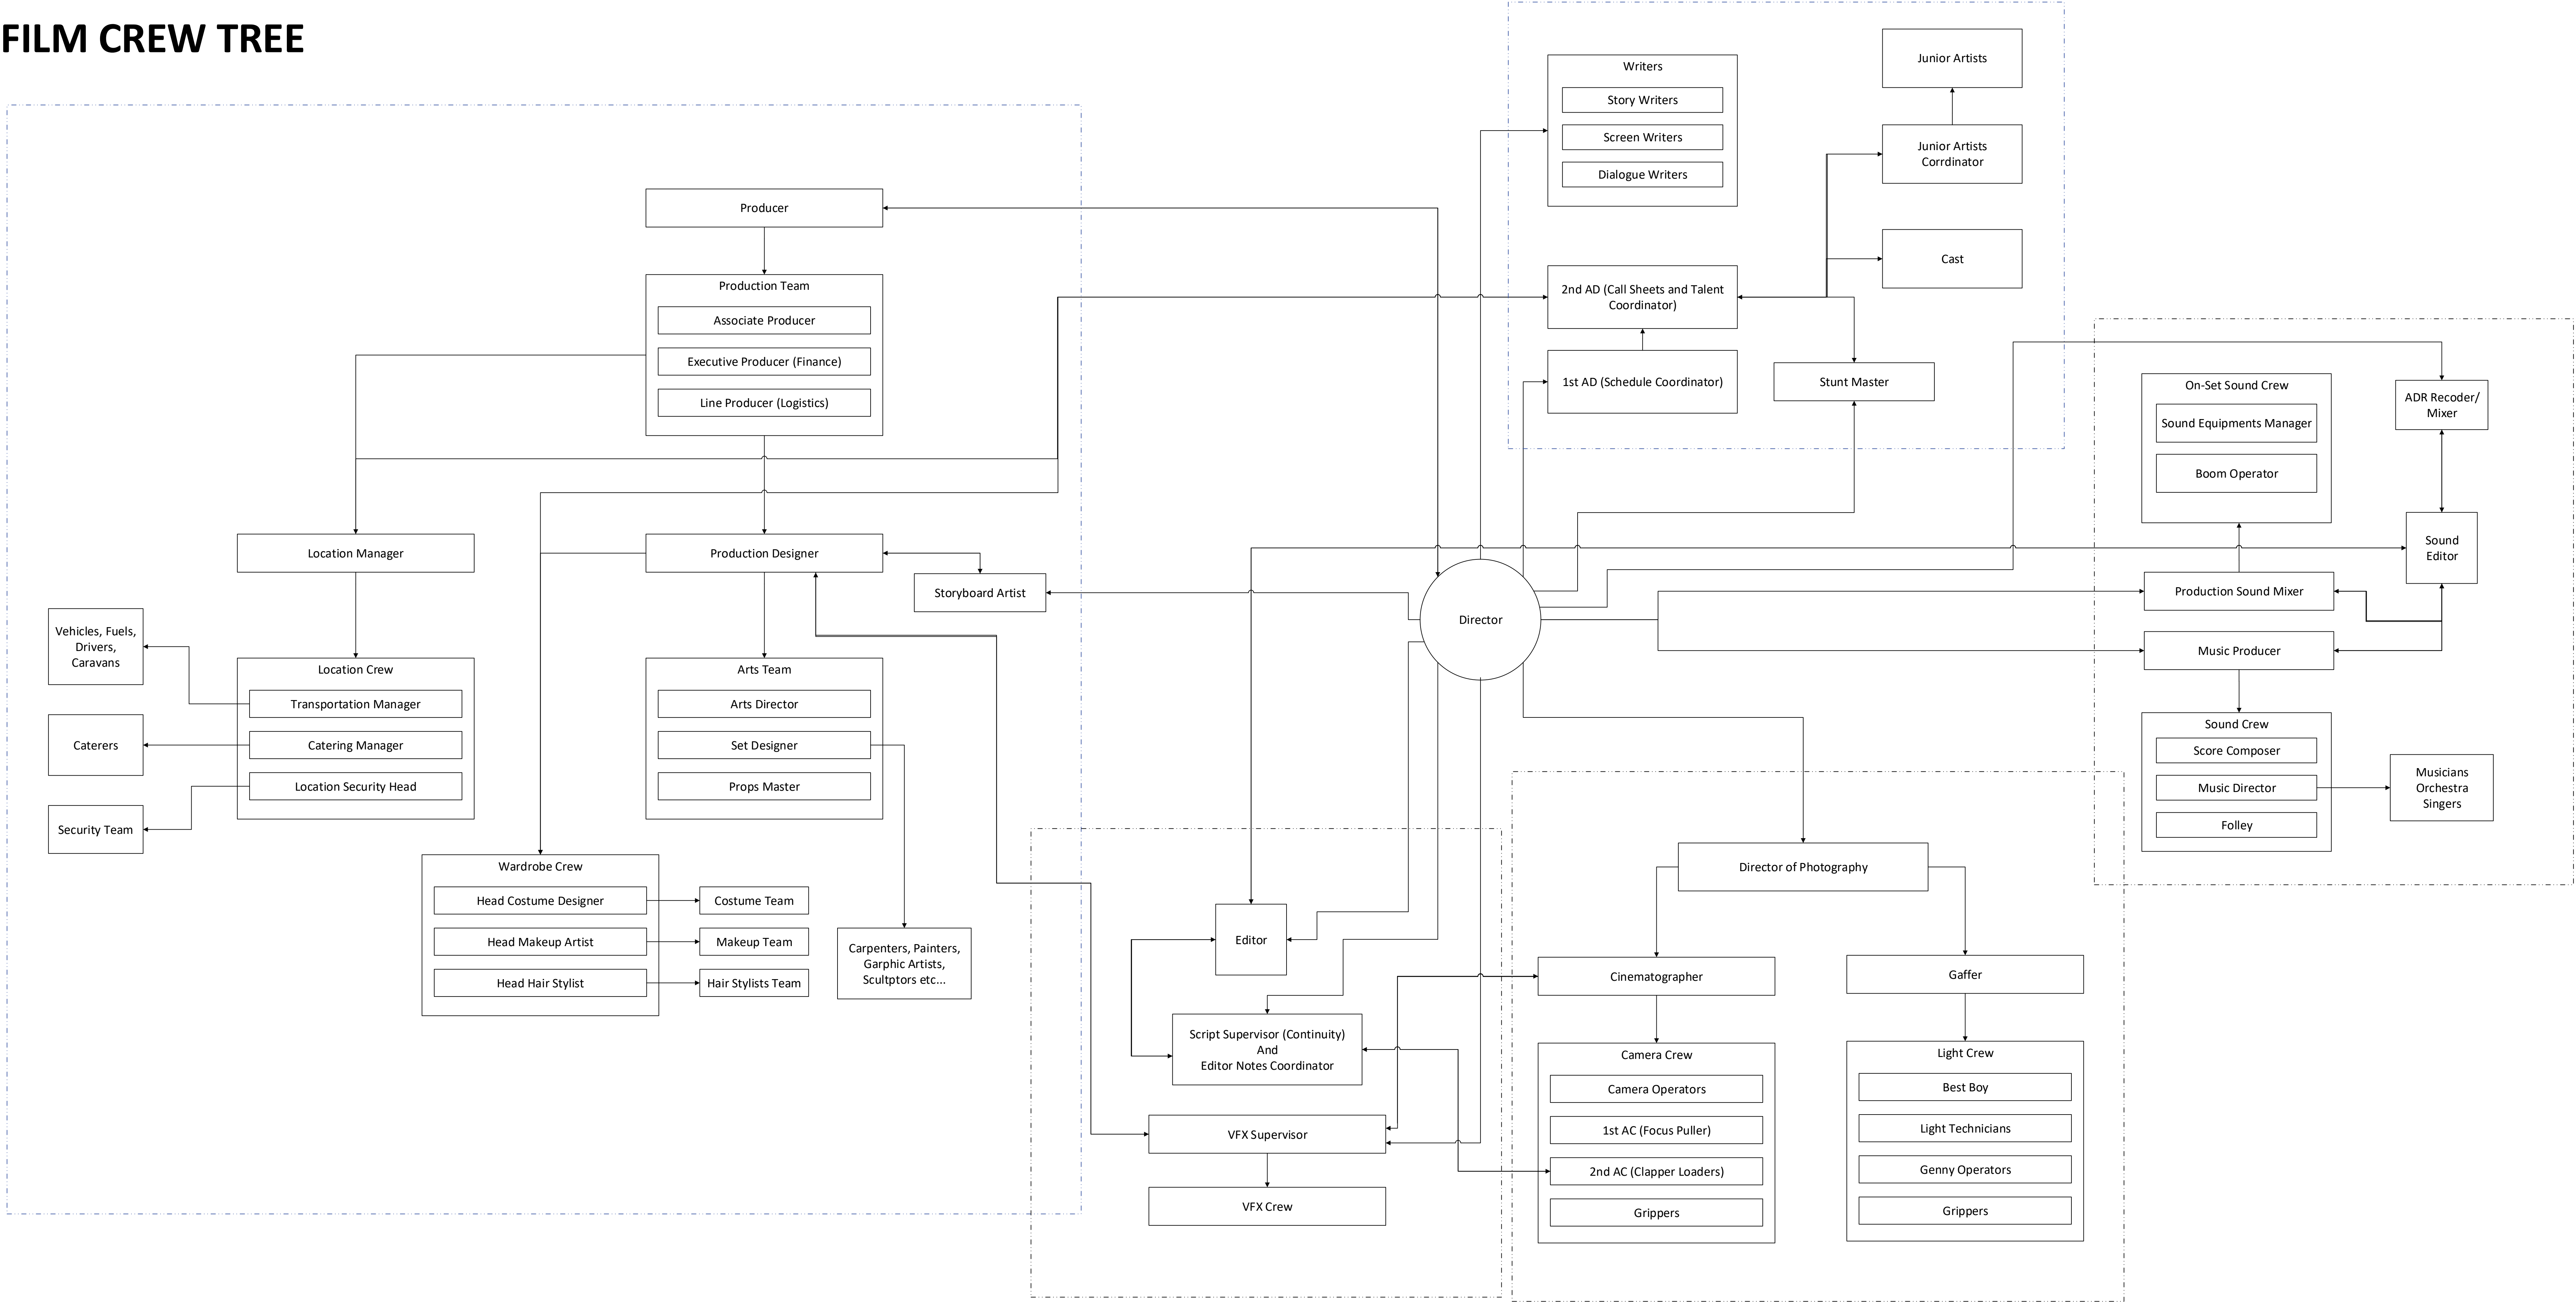 FILM CREW TREE
Producer
Production Team
Associate Producer
Executive Producer (Finance)
Line Producer (Logistics)
Location Manager
Production Designer
Storyboard Artist
Vehicles, Fuels,
Drivers,
Caravans
Caterers
Security Team
Location Crew
Transportation Manager
Catering Manager
Location Security Head
Arts Team
Arts Director
Set Designer
Props Master
Wardrobe Crew
Head Costume Designer
Head Makeup Artist
Head Hair Stylist
Costume Team
Makeup Team
Hair Stylists Team
Carpenters, Painters,
Garphic Artists,
Scultptors etc...
Writers
Story Writers
Screen Writers
Dialogue Writers
Junior Artists
Junior Artists
Corrdinator
Cast
2nd AD (Call Sheets and Talent
Coordinator)
1st AD (Schedule Coordinator)
Stunt Master
Director
On-Set Sound Crew
Sound Equipments Manager
Boom Operator
ADR Recoder/
Mixer
Sound
Editor
Production Sound Mixer
Music Producer
Sound Crew
Score Composer
Music Director
Folley
Musicians
Orchestra
Singers
Editor
Script Supervisor (Continuity)
And
Editor Notes Coordinator
VFX Supervisor
VFX Crew
Director of Photography
Cinematographer
Gaffer
Camera Crew
Camera Operators
1st AC (Focus Puller)
2nd AC (Clapper Loaders)
Grippers
Light Crew
Best Boy
Light Technicians
Genny Operators
Grippers